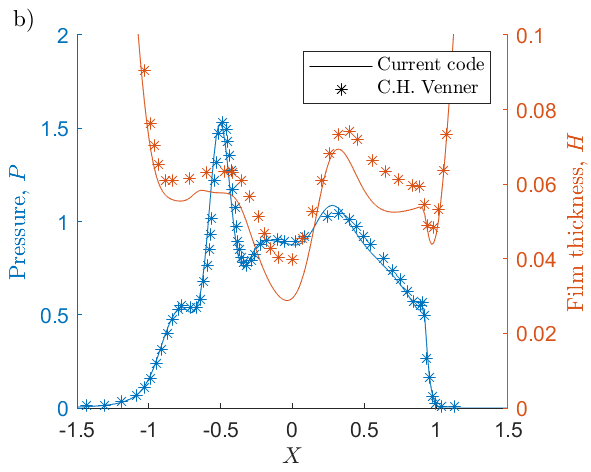 b)
2
1.5
1
0.5
0
Pressure, P
0.1
0.08
0.06
0.04
0.02
0
Film thickness, H
Current code
C.H. Venner
-1.5 -1 -0.5 0 0.5 1 1.5
X